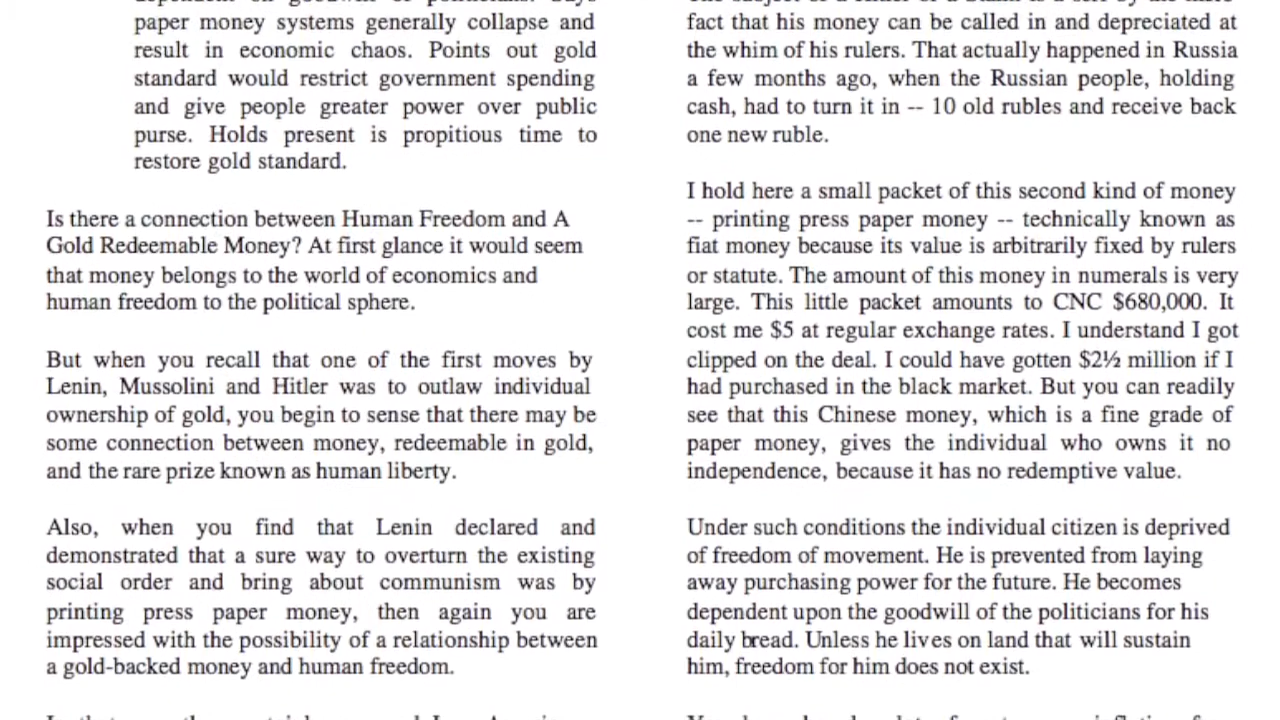 paper money systems generally collapse and
result in economic chaos. Points out gold
standard would restrict government spending
and give people greater power over public
purse. Holds present is propitious time to
restore gold standard.
Is there a connection between Human Freedom and A
Gold Redeemable Money? At first glance it would seem
that money belongs to the world of economics and
human freedom to the political sphere.
But when you recall that one of the first moves by
Lenin, Mussolini and Hitler was to outlaw individual
ownership of gold, you begin to sense that there may be
some connection between money, redeemable in gold,
and the rare prize known as human liberty.
Also, when you find that Lenin declared and
demonstrated that a sure way to overturn the existing
social order and bring about communism was by
printing press paper money, then again you are
impressed with the possibility of a relationship between
a gold-backed money and human freedom.
fact that his money can be called in and depreciated at
the whim of his rulers. That actually happened in Russia
a few months ago, when the Russian people, holding
cash, had to turn it in -- 10 old rubles and receive back
one new ruble.
I hold here a small packet of this second kind of money
-- printing press paper money -- technically known as
fiat money because its value is arbitrarily fixed by rulers
or statute. The amount of this money in numerals is very
large. This little packet amounts to CNC $680,000. It
cost me $5 at regular exchange rates. I understand I got
clipped on the deal. I could have gotten $2½ million if I
had purchased in the black market. But you can readily
see that this Chinese money, which is a fine grade of
paper money, gives the individual who owns it no
independence, because it has no redemptive value.
Under such conditions the individual citizen is deprived
of freedom of movement. He is prevented from laying
away purchasing power for the future. He becomes
dependent upon the goodwill of the politicians for his
daily bread. Unless he lives on land that will sustain
him, freedom for him does not exist.